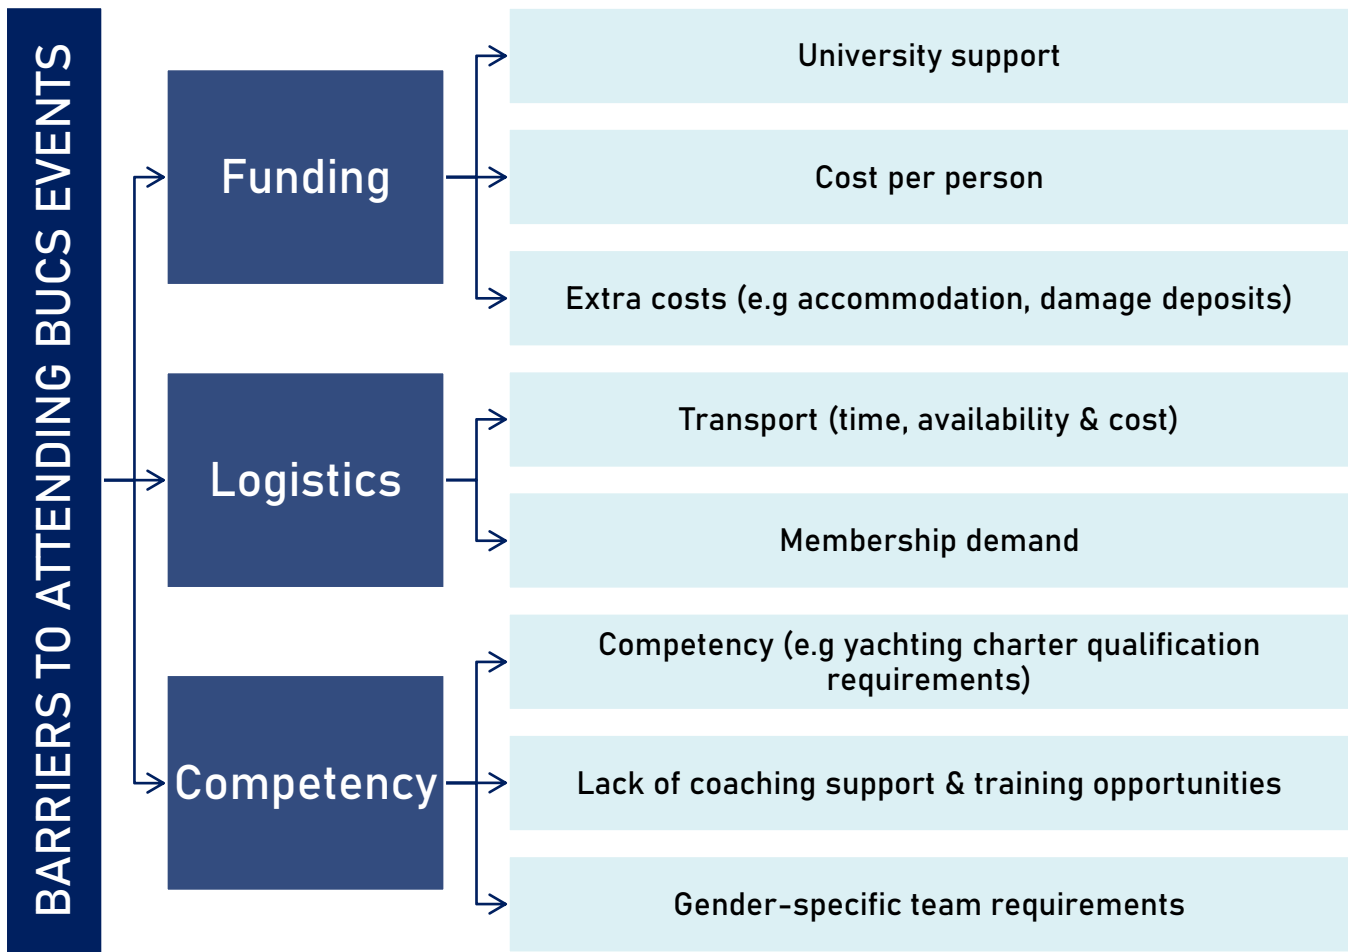 BARRIERS TO ATTENDING BUCS EVENTS
Funding
University support
Cost per person
Extra costs (e.g accommodation, damage deposits)
Logistics
Transport (time, availability & cost)
Membership demand
Competency
Competency (e.g yachting charter qualification
requirements)
Lack of coaching support & training opportunities
Gender-specific team requirements